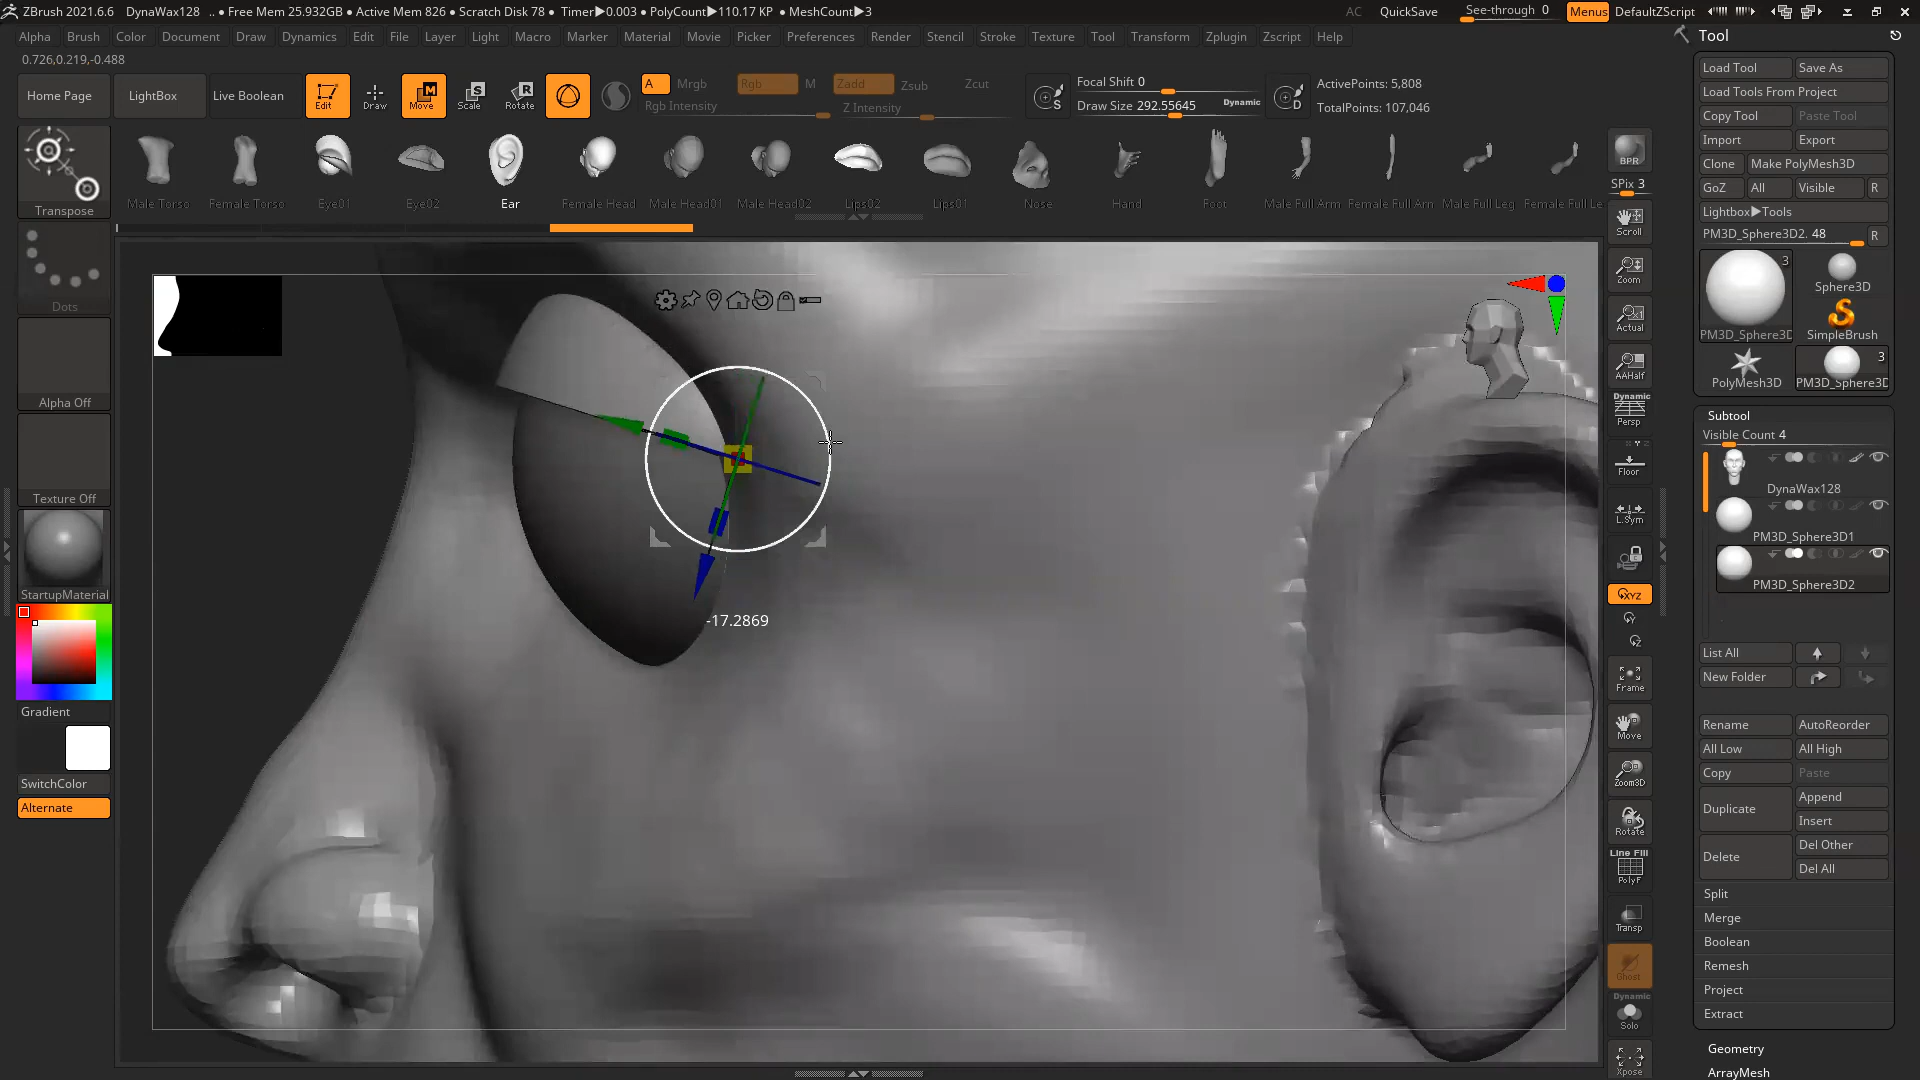 ZBrush 2021.6.6 DynaWax128 .. • Free Mem 25.932GB • Active Mem 826 • Scratch Disk 78 • Timer▶0.003 • PolyCount▶110.17 KP • MeshCount▶3 AC QuickSave See-through 0 Menus DefaultZScript
Alpha Brush Color Document Draw Dynamics Edit File Layer Light Macro Marker Material Movie Picker Preferences Render Stencil Stroke Texture Tool Transform Zplugin Zscript Help
Tool
0.726,0.219,-0.488
Load Tool Save As
Load Tools From Project
Copy Tool Paste Tool
Import Export
Clone Make PolyMesh3D
GoZ All Visible R
Lightbox▶Tools
PM3D_Sphere3D2. 48 R
Home Page LightBox Live Boolean Edit Draw Move Scale Rotate
A Mrgb Rgb M Zadd Zsub Zcut
Rgb Intensity Z Intensity
S Focal Shift 0
Draw Size 292.55645 Dynamic D
ActivePoints: 5,808
TotalPoints: 107,046
Transpose
Male Torso Female Torso Eye01 Eye02 Ear Female Head Male Head01 Male Head02 Lips02 Lips01 Nose Hand Foot Male Full Arm Female Full Arm Male Full Leg Female Full Le
BPR
SPix 3
Scroll
Zoom
Actual
AAHalf
Dynamic
Persp
Floor
L.Sym
XYZ
Y
Z
Frame
Move
Zoom3D
Rotate
Line Fill
PolyF
Transp
Ghost
Dynamic
Solo
Xpose
Dots
Alpha Off
Texture Off
StartupMaterial
Gradient
SwitchColor
Alternate
-17.2869
3
Sphere3D
PM3D_Sphere3D SimpleBrush
3
PolyMesh3D PM3D_Sphere3D
Subtool
Visible Count 4
DynaWax128
PM3D_Sphere3D1
PM3D_Sphere3D2
List All
New Folder
Rename AutoReorder
All Low All High
Copy Paste
Duplicate Append
Insert
Delete Del Other
Del All
Split
Merge
Boolean
Remesh
Project
Extract
Geometry
ArrayMesh